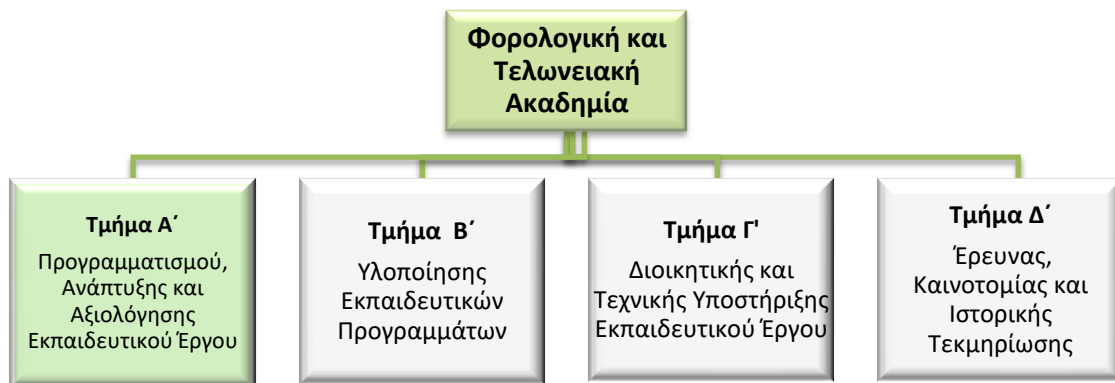 Φορολογική και
Τελωνειακή
Ακαδημία
Τμήμα Α΄
Προγραμματισμού,
Ανάπτυξης και
Αξιολόγησης
Εκπαιδευτικού Έργου
Τμήμα Β΄
Υλοποίησης
Εκπαιδευτικών
Προγραμμάτων
Τμήμα Γ'
Διοικητικής και
Τεχνικής Υποστήριξης
Εκπαιδευτικού Έργου
Τμήμα Δ΄
Έρευνας,
Καινοτομίας και
Ιστορικής
Τεκμηρίωσης